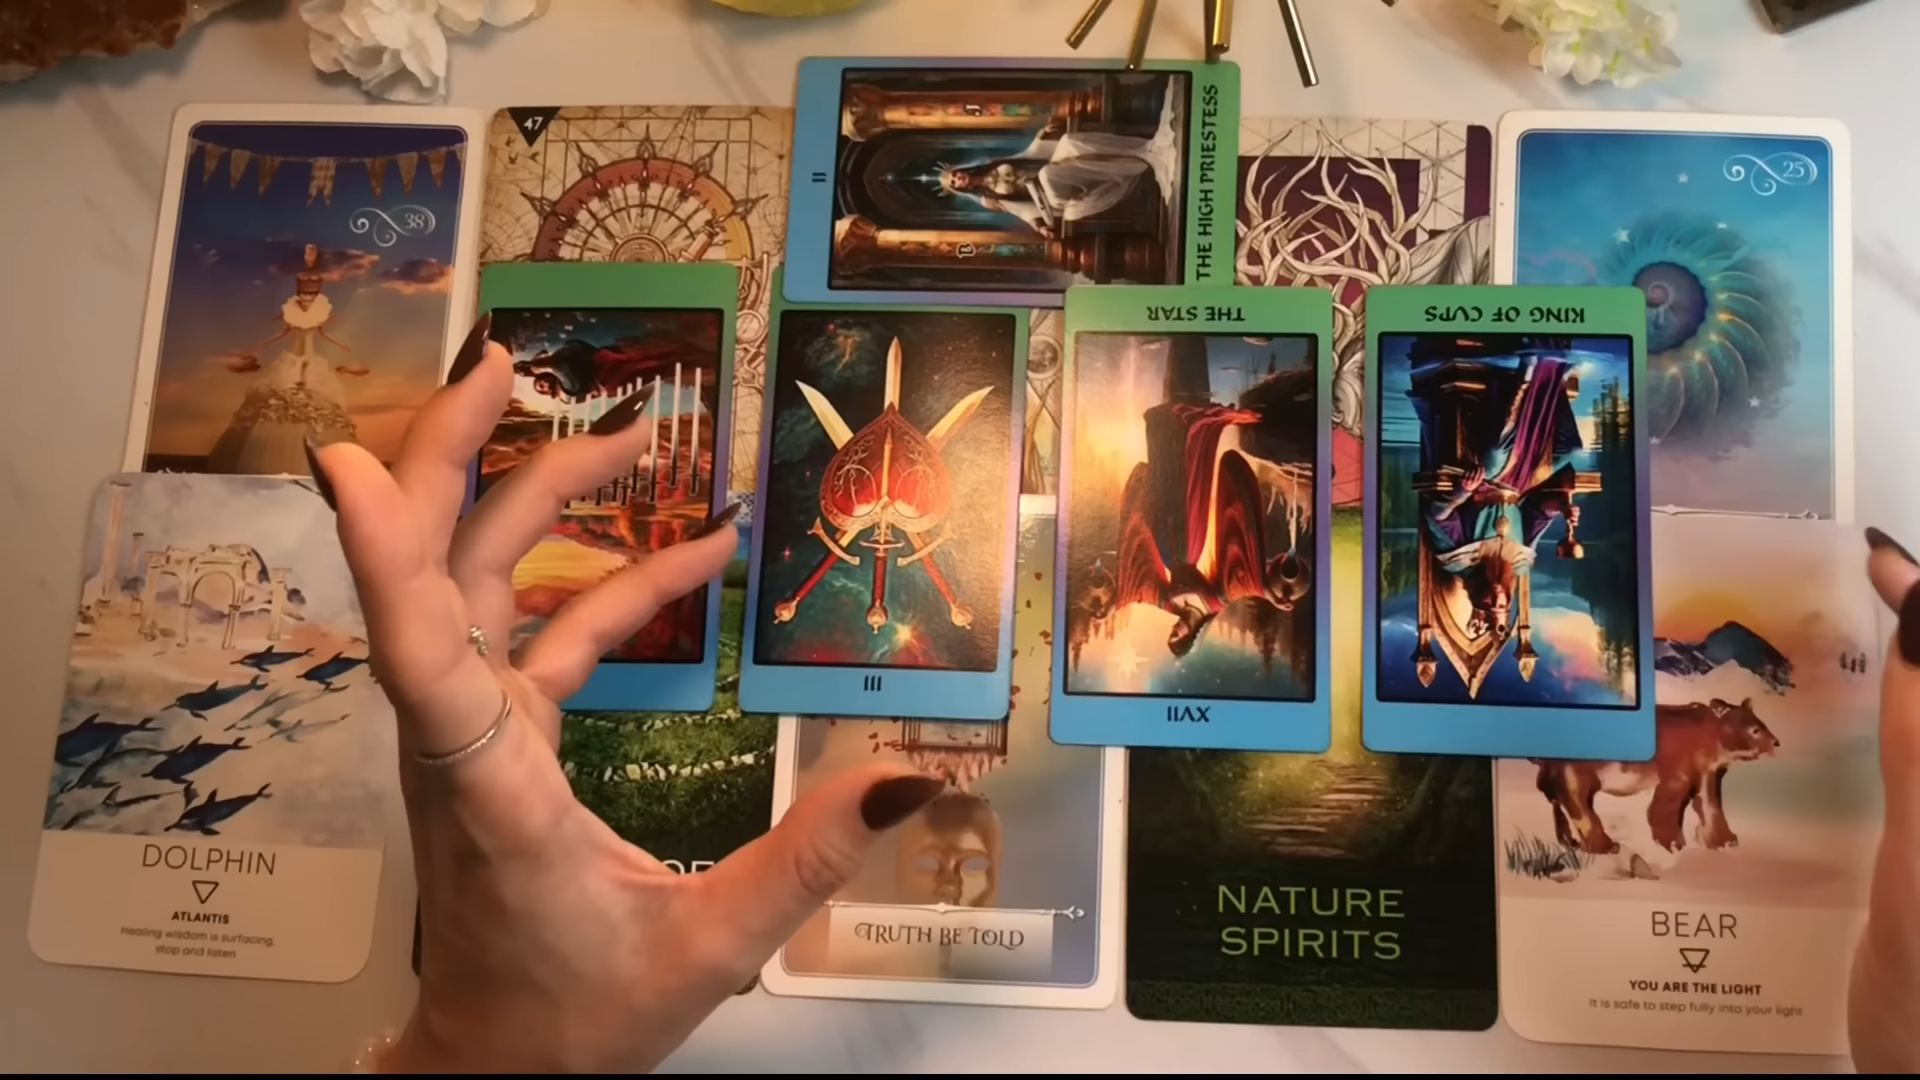 47
II
THE HIGH PRIESTESS
38
25
THE STAR
KING OF CVPS
III
XVII
DOLPHIN
ATLANTIS
Healing wisdom is surfacing,
stop and listen
OF
TRUTH BE TOLD
NATURE
SPIRITS
BEAR
YOU ARE THE LIGHT
It is safe to step fully into your light